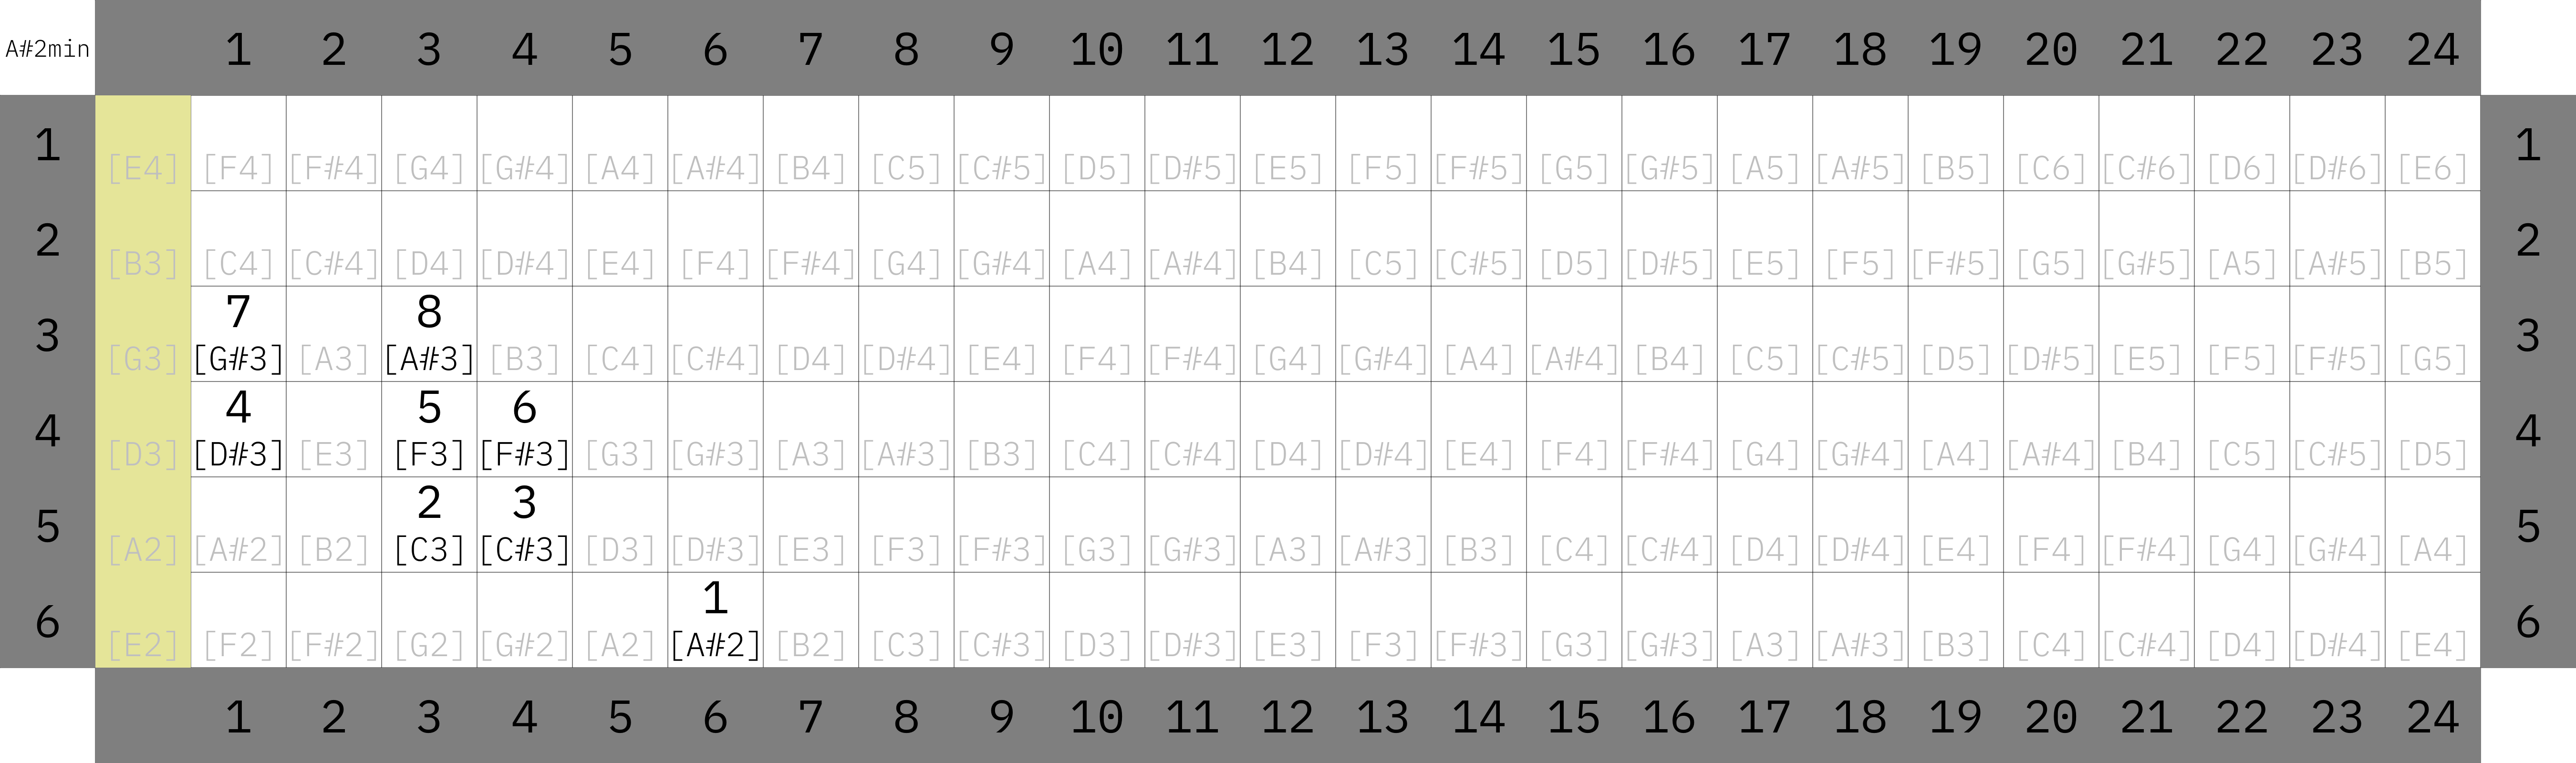 A#2min 1 2 3 4 5 6 7 8 9 10 11 12 13 14 15 16 17 18 19 20 21 22 23 24
1 1
[E4] [F4] [F#4] [G4] [G#4] [A4] [A#4] [B4] [C5] [C#5] [D5] [D#5] [E5] [F5] [F#5] [G5] [G#5] [A5] [A#5] [B5] [C6] [C#6] [D6] [D#6] [E6]
2 2
[B3] [C4] [C#4] [D4] [D#4] [E4] [F4] [F#4] [G4] [G#4] [A4] [A#4] [B4] [C5] [C#5] [D5] [D#5] [E5] [F5] [F#5] [G5] [G#5] [A5] [A#5] [B5]
7 8
3 3
[G3] [G#3] [A3] [A#3] [B3] [C4] [C#4] [D4] [D#4] [E4] [F4] [F#4] [G4] [G#4] [A4] [A#4] [B4] [C5] [C#5] [D5] [D#5] [E5] [F5] [F#5] [G5]
4 5 6
4 4
[D3] [D#3] [E3] [F3] [F#3] [G3] [G#3] [A3] [A#3] [B3] [C4] [C#4] [D4] [D#4] [E4] [F4] [F#4] [G4] [G#4] [A4] [A#4] [B4] [C5] [C#5] [D5]
2 3
5 5
[A2] [A#2] [B2] [C3] [C#3] [D3] [D#3] [E3] [F3] [F#3] [G3] [G#3] [A3] [A#3] [B3] [C4] [C#4] [D4] [D#4] [E4] [F4] [F#4] [G4] [G#4] [A4]
1
6 6
[E2] [F2] [F#2] [G2] [G#2] [A2] [A#2] [B2] [C3] [C#3] [D3] [D#3] [E3] [F3] [F#3] [G3] [G#3] [A3] [A#3] [B3] [C4] [C#4] [D4] [D#4] [E4]
1 2 3 4 5 6 7 8 9 10 11 12 13 14 15 16 17 18 19 20 21 22 23 24